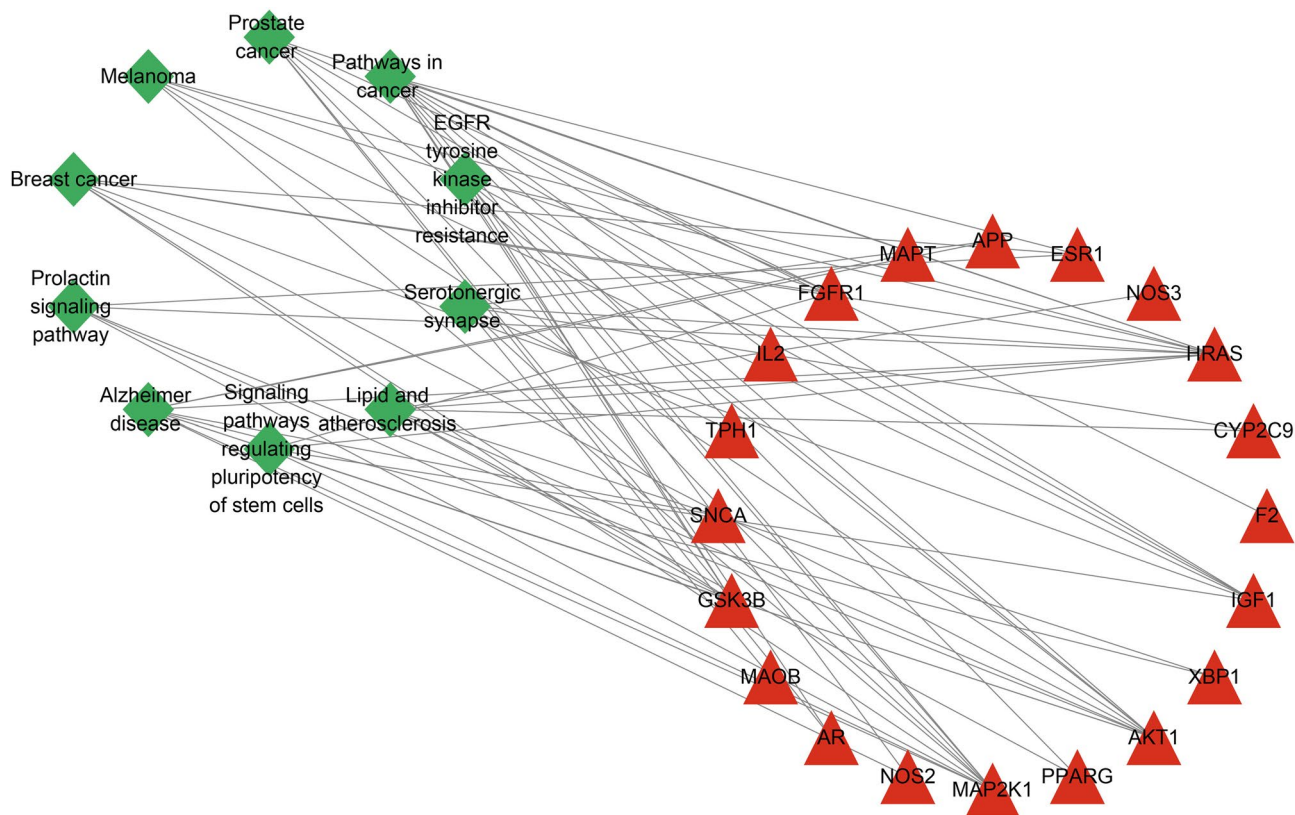 Prostate
cancer
Pathways in
cancer
Melanoma
EGFR
tyrosine
kinase
inhibitor
resistance
Breast cancer
Prolactin
signaling
pathway
Serotonergic
synapse
Alzheimer
disease
Signaling
pathways
regulating
pluripotency
of stem cells
Lipid and
atherosclerosis
MAPT
APP
ESR1
FGFR1
NOS3
IL2
HRAS
TPH1
CYP2C9
SNCA
F2
GSK3B
IGF1
MAOB
XBP1
AR
AKT1
NOS2
MAP2K1
PPARG